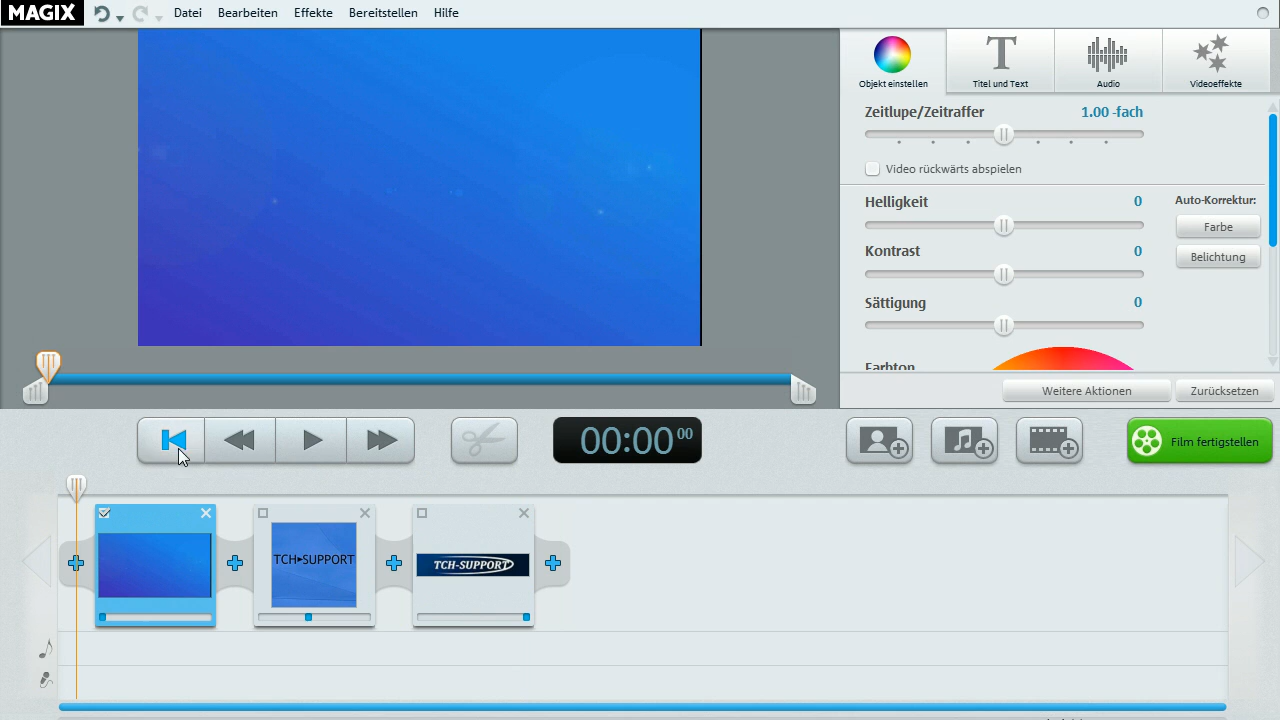 MAGIX Datei Bearbeiten Effekte Bereitstellen Hilfe
Objekt einstellen Titel und Text Audio Videoeffekte
Zeitlupe/Zeitraffer 1.00 -fach
Video rückwärts abspielen
Helligkeit 0 Auto-Korrektur:
Farbe
Kontrast 0
Belichtung
Sättigung 0
Farbton
Weitere Aktionen Zurücksetzen
00:00 00
Film fertigstellen
TCH▸SUPPORT
TCH-SUPPORT